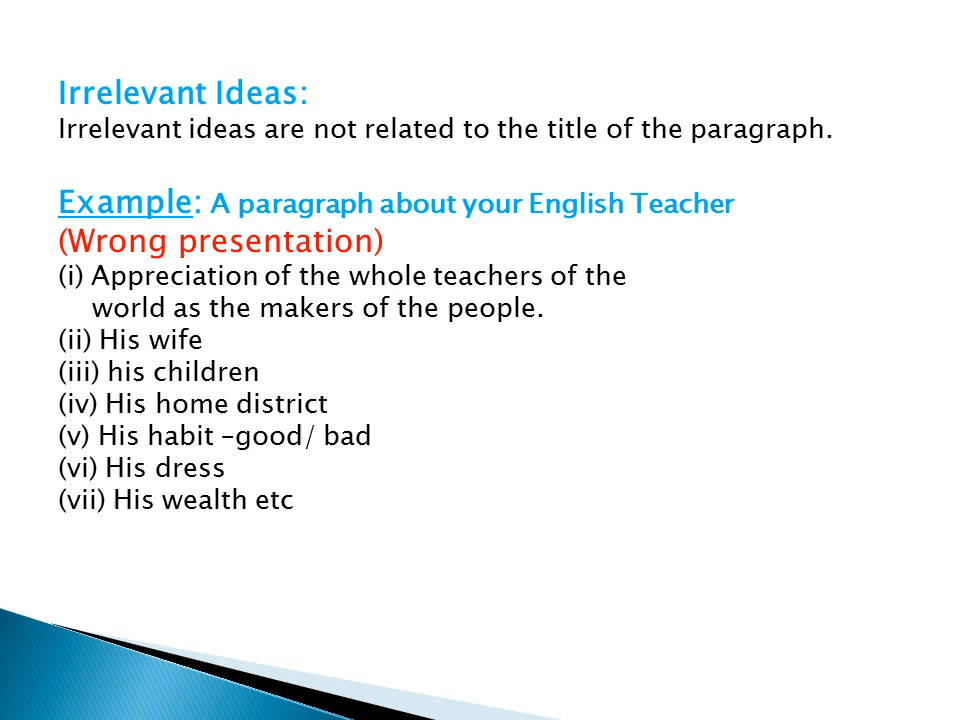 Irrelevant Ideas:
Irrelevant ideas are not related to the title of the paragraph.
Example: A paragraph about your English Teacher
(Wrong presentation)
(i) Appreciation of the whole teachers of the
world as the makers of the people.
(ii) His wife
(iii) his children
(iv) His home district
(v) His habit –good/ bad
(vi) His dress
(vii) His wealth etc